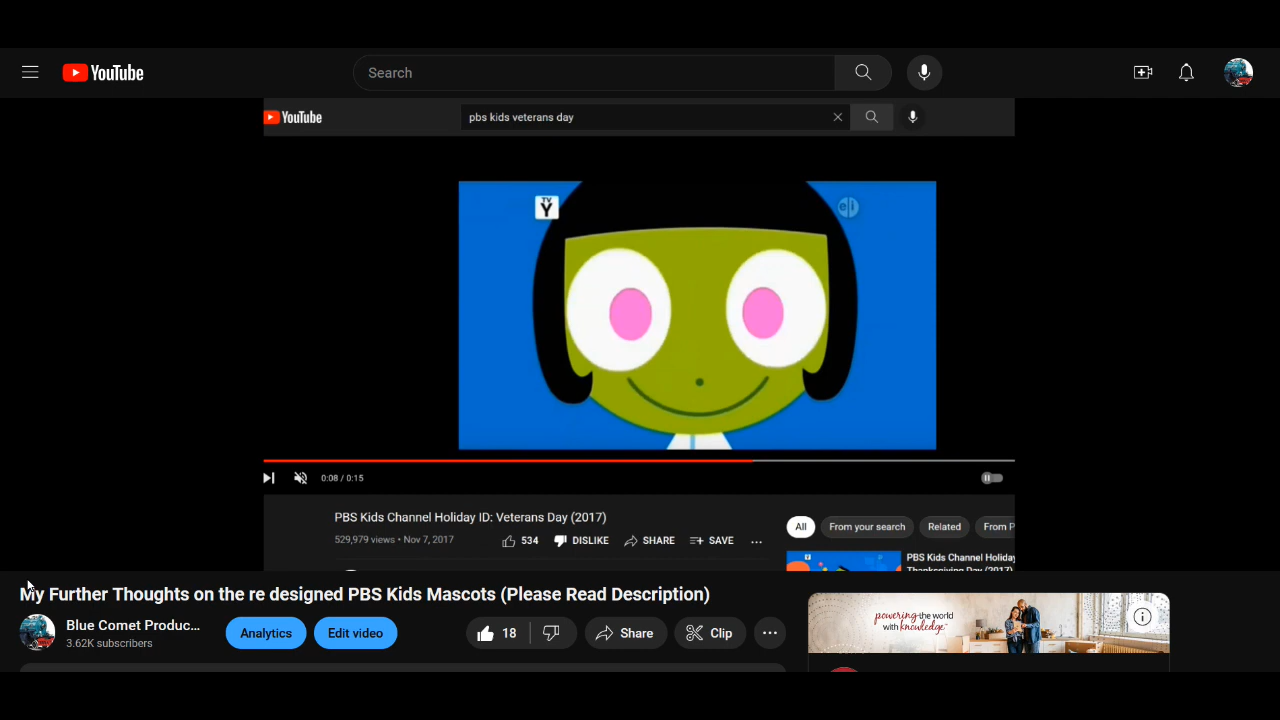 YouTube
Search
YouTube
pbs kids veterans day
TV
Y
e/i
0:08 / 0:15
PBS Kids Channel Holiday ID: Veterans Day (2017)
529,979 views • Nov 7, 2017
534
DISLIKE
SHARE
SAVE
All
From your search
Related
From P
PBS Kids Channel Holiday
Thanksgiving Day (2017)
My Further Thoughts on the re designed PBS Kids Mascots (Please Read Description)
Blue Comet Produc...
3.62K subscribers
Analytics
Edit video
18
Share
Clip
powering the world
with knowledge™